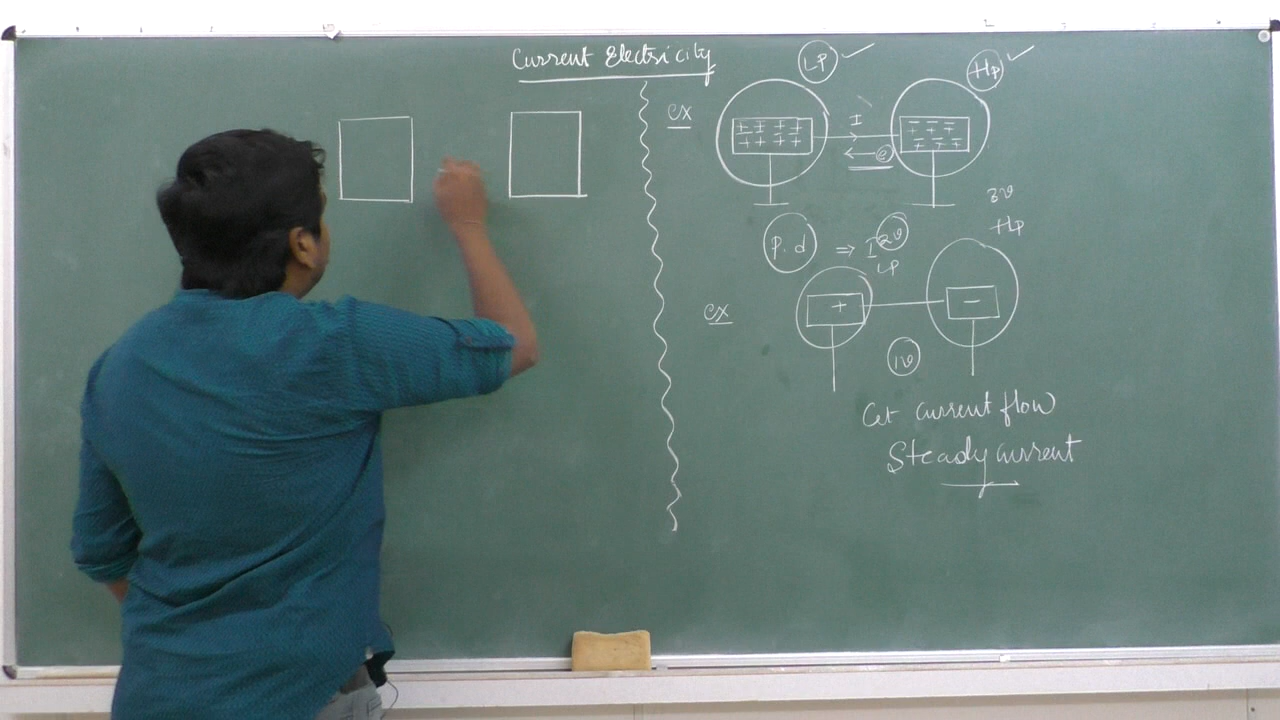 Current Electricity
LP
Hp
ex
I
e
3v
Hp
P.d ⇒ I
2v
LP
ex
+
−
1v
Cet current flow
Steady current